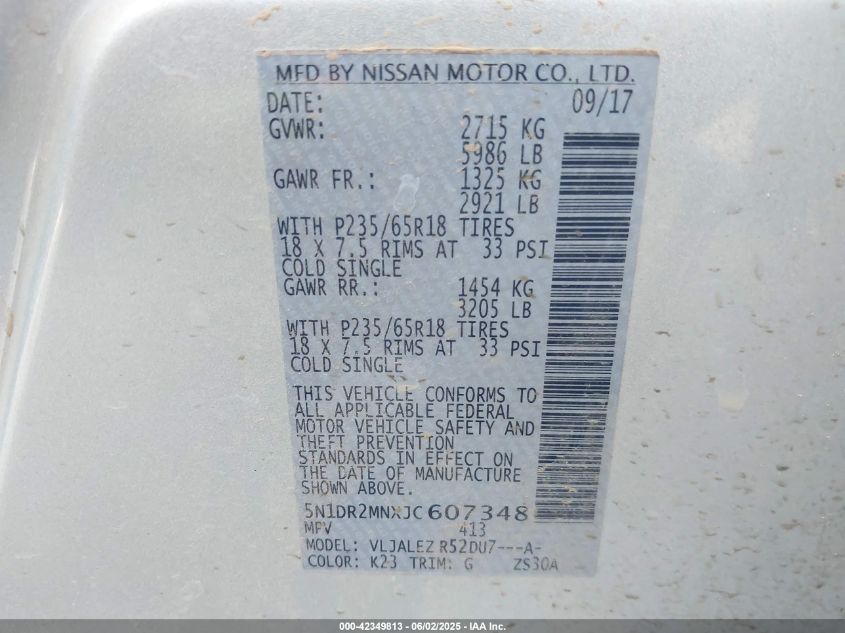 MFD BY NISSAN MOTOR CO., LTD.
DATE: 09/17
GVWR: 2715 KG
5986 LB
GAWR FR.: 1325 KG
2921 LB
WITH P235/65R18 TIRES
18 X 7.5 RIMS AT 33 PSI
COLD SINGLE
GAWR RR.: 1454 KG
3205 LB
WITH P235/65R18 TIRES
18 X 7.5 RIMS AT 33 PSI
COLD SINGLE
THIS VEHICLE CONFORMS TO
ALL APPLICABLE FEDERAL
MOTOR VEHICLE SAFETY AND
THEFT PREVENTION
STANDARDS IN EFFECT ON
THE DATE OF MANUFACTURE
SHOWN ABOVE.
5N1DR2MNXJC607348
MPV 413
MODEL: VLJALEZ R52DU7---A-
COLOR: K23 TRIM: G ZS30A
000-42349813 - 06/02/2025 - IAA Inc.